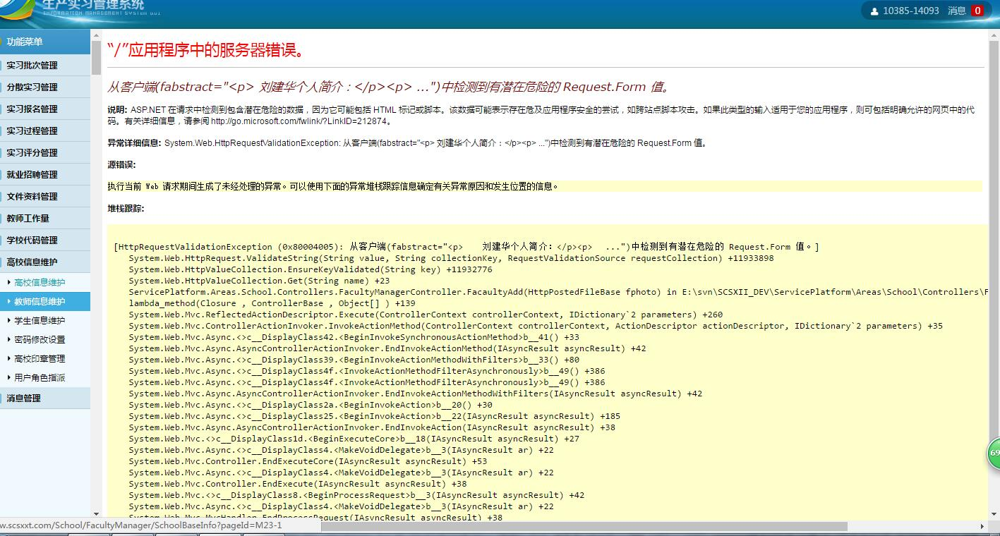 生产实习管理系统
INFORMATION MANAGEMENT SYSTEM GUI
10385-14093 消息 0
功能菜单
实习批次管理
分散实习管理
实习报名管理
实习过程管理
实习评分管理
就业招聘管理
文件资料管理
教师工作量
学校代码管理
高校信息维护
高校信息维护
教师信息维护
学生信息维护
密码修改设置
高校印章管理
用户角色指派
消息管理
“/”应用程序中的服务器错误。
从客户端(fabstract="<p> 刘建华个人简介：</p><p> ...")中检测到有潜在危险的 Request.Form 值。
说明: ASP.NET 在请求中检测到包含潜在危险的数据，因为它可能包括 HTML 标记或脚本。该数据可能表示存在危及应用程序安全的尝试，如跨站点脚本攻击。如果此类型的输入适用于您的应用程序，则可包括明确允许的网页中的代
码。有关详细信息，请参阅 http://go.microsoft.com/fwlink/?LinkID=212874。
异常详细信息: System.Web.HttpRequestValidationException: 从客户端(fabstract="<p> 刘建华个人简介：</p><p> ...")中检测到有潜在危险的 Request.Form 值。
源错误:
执行当前 Web 请求期间生成了未经处理的异常。可以使用下面的异常堆栈跟踪信息确定有关异常原因和发生位置的信息。
堆栈跟踪:
[HttpRequestValidationException (0x80004005): 从客户端(fabstract="<p> 刘建华个人简介：</p><p> ...")中检测到有潜在危险的 Request.Form 值。]
System.Web.HttpRequest.ValidateString(String value, String collectionKey, RequestValidationSource requestCollection) +11933898
System.Web.HttpValueCollection.EnsureKeyValidated(String key) +11932776
System.Web.HttpValueCollection.Get(String name) +23
ServicePlatform.Areas.School.Controllers.FacultyManagerController.FacaultyAdd(HttpPostedFileBase fphoto) in E:\svn\SCSXII_DEV\ServicePlatform\Areas\School\Controllers\F
lambda_method(Closure , ControllerBase , Object[] ) +139
System.Web.Mvc.ReflectedActionDescriptor.Execute(ControllerContext controllerContext, IDictionary`2 parameters) +260
System.Web.Mvc.ControllerActionInvoker.InvokeActionMethod(ControllerContext controllerContext, ActionDescriptor actionDescriptor, IDictionary`2 parameters) +35
System.Web.Mvc.Async.<>c__DisplayClass42.<BeginInvokeSynchronousActionMethod>b__41() +33
System.Web.Mvc.Async.AsyncControllerActionInvoker.EndInvokeActionMethod(IAsyncResult asyncResult) +42
System.Web.Mvc.Async.<>c__DisplayClass39.<BeginInvokeActionMethodWithFilters>b__33() +80
System.Web.Mvc.Async.<>c__DisplayClass4f.<InvokeActionMethodFilterAsynchronously>b__49() +386
System.Web.Mvc.Async.<>c__DisplayClass4f.<InvokeActionMethodFilterAsynchronously>b__49() +386
System.Web.Mvc.Async.AsyncControllerActionInvoker.EndInvokeActionMethodWithFilters(IAsyncResult asyncResult) +42
System.Web.Mvc.Async.<>c__DisplayClass2a.<BeginInvokeAction>b__20() +30
System.Web.Mvc.Async.<>c__DisplayClass25.<BeginInvokeAction>b__22(IAsyncResult asyncResult) +185
System.Web.Mvc.Async.AsyncControllerActionInvoker.EndInvokeAction(IAsyncResult asyncResult) +38
System.Web.Mvc.<>c__DisplayClass1d.<BeginExecuteCore>b__18(IAsyncResult asyncResult) +27
System.Web.Mvc.Async.<>c__DisplayClass4.<MakeVoidDelegate>b__3(IAsyncResult ar) +22
System.Web.Mvc.Controller.EndExecuteCore(IAsyncResult asyncResult) +53
System.Web.Mvc.Async.<>c__DisplayClass4.<MakeVoidDelegate>b__3(IAsyncResult ar) +22
System.Web.Mvc.Controller.EndExecute(IAsyncResult asyncResult) +38
System.Web.Mvc.<>c__DisplayClass8.<BeginProcessRequest>b__3(IAsyncResult asyncResult) +42
System.Web.Mvc.Async.<>c__DisplayClass4.<MakeVoidDelegate>b__3(IAsyncResult ar) +22
System.Web.Mvc.MvcHandler.EndProcessRequest(IAsyncResult asyncResult) +38
69
w.scsxxt.com/School/FacultyManager/SchoolBaseInfo?pageId=M23-1